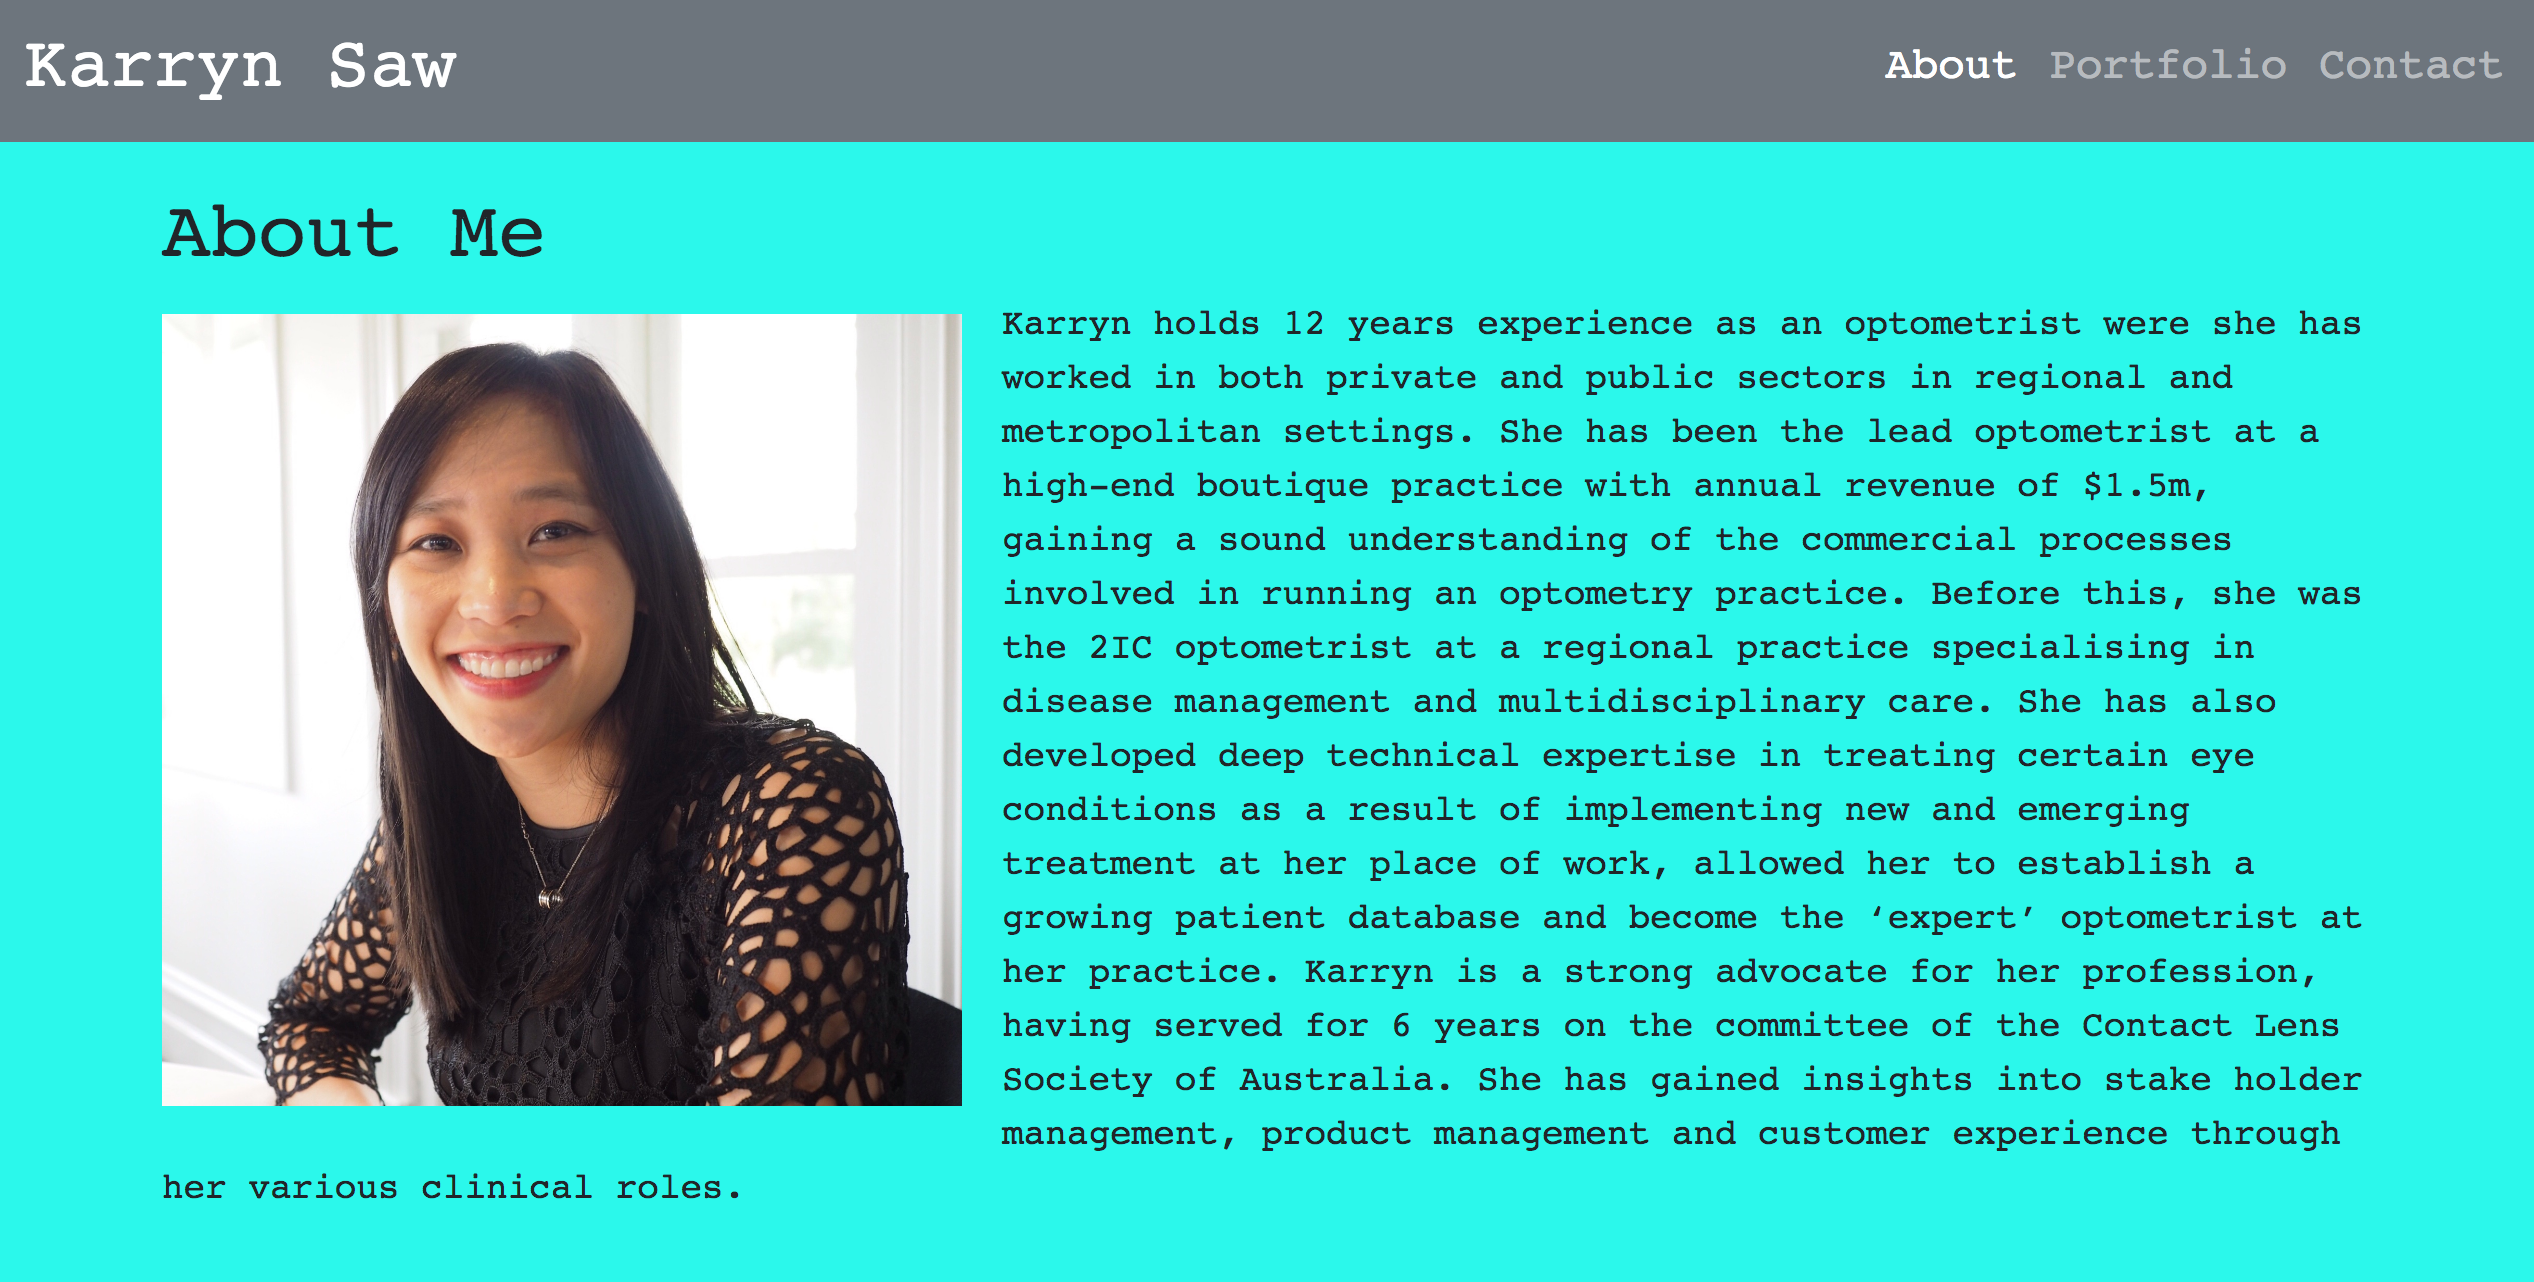 Karryn Saw
About Portfolio Contact
About Me
Karryn holds 12 years experience as an optometrist were she has
worked in both private and public sectors in regional and
metropolitan settings. She has been the lead optometrist at a
high-end boutique practice with annual revenue of $1.5m,
gaining a sound understanding of the commercial processes
involved in running an optometry practice. Before this, she was
the 2IC optometrist at a regional practice specialising in
disease management and multidisciplinary care. She has also
developed deep technical expertise in treating certain eye
conditions as a result of implementing new and emerging
treatment at her place of work, allowed her to establish a
growing patient database and become the ‘expert’ optometrist at
her practice. Karryn is a strong advocate for her profession,
having served for 6 years on the committee of the Contact Lens
Society of Australia. She has gained insights into stake holder
management, product management and customer experience through
her various clinical roles.